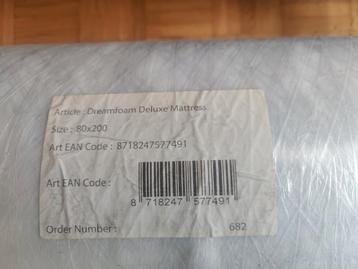 Article : Dreamfoam Deluxe Mattress
Size : 80x200
Art EAN Code : 8718247577491
Art EAN Code :
8 718247 577491
Order Number : 682